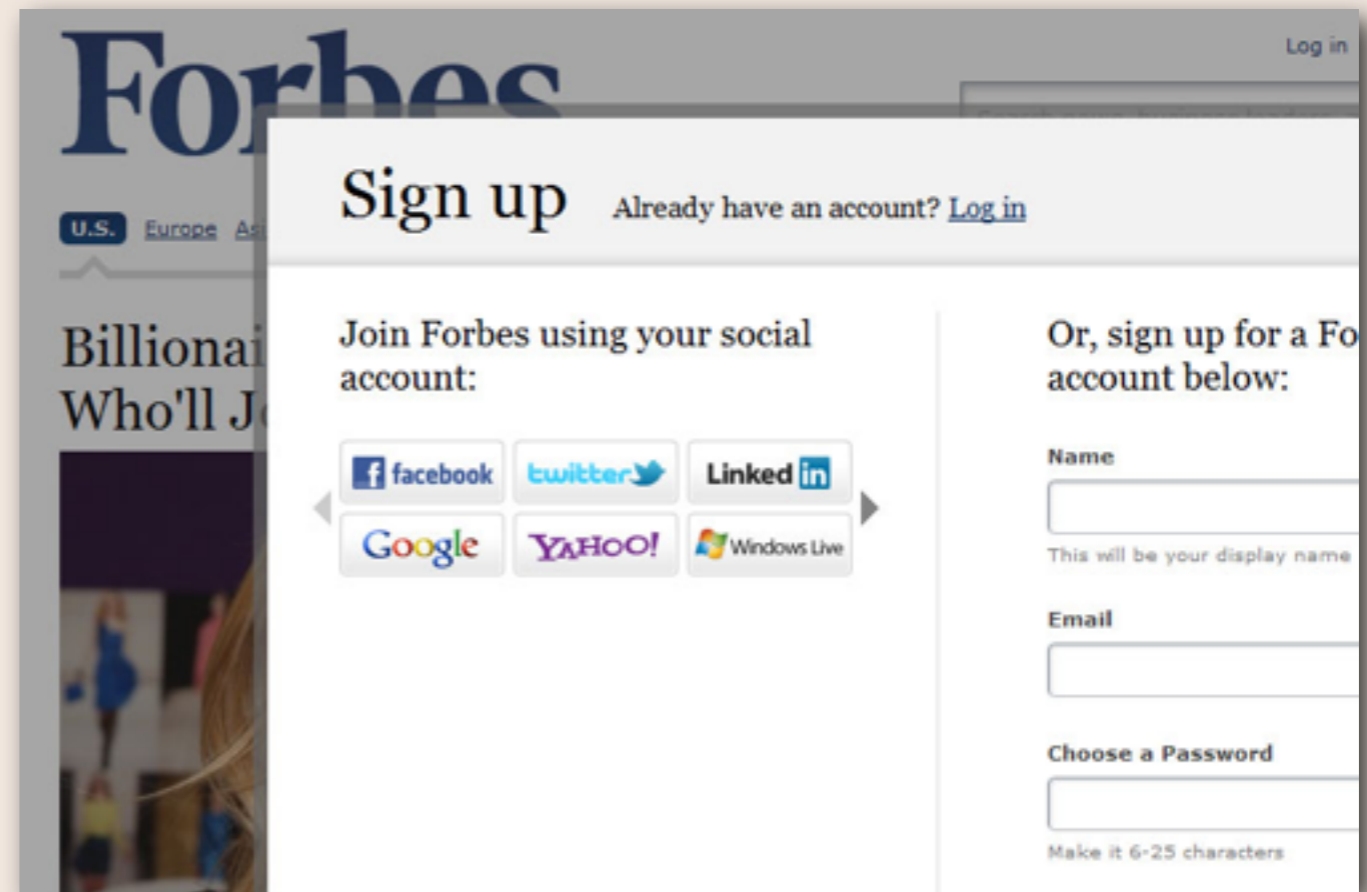 Forbes
Log in
Sign up Already have an account? Log in
U.S. Europe
Join Forbes using your social
account:
facebook twitter Linked in
Google YAHOO! Windows Live
Or, sign up for a Fo
account below:
Name
This will be your display name
Email
Choose a Password
Make it 6-25 characters
Billionai
Who'll J